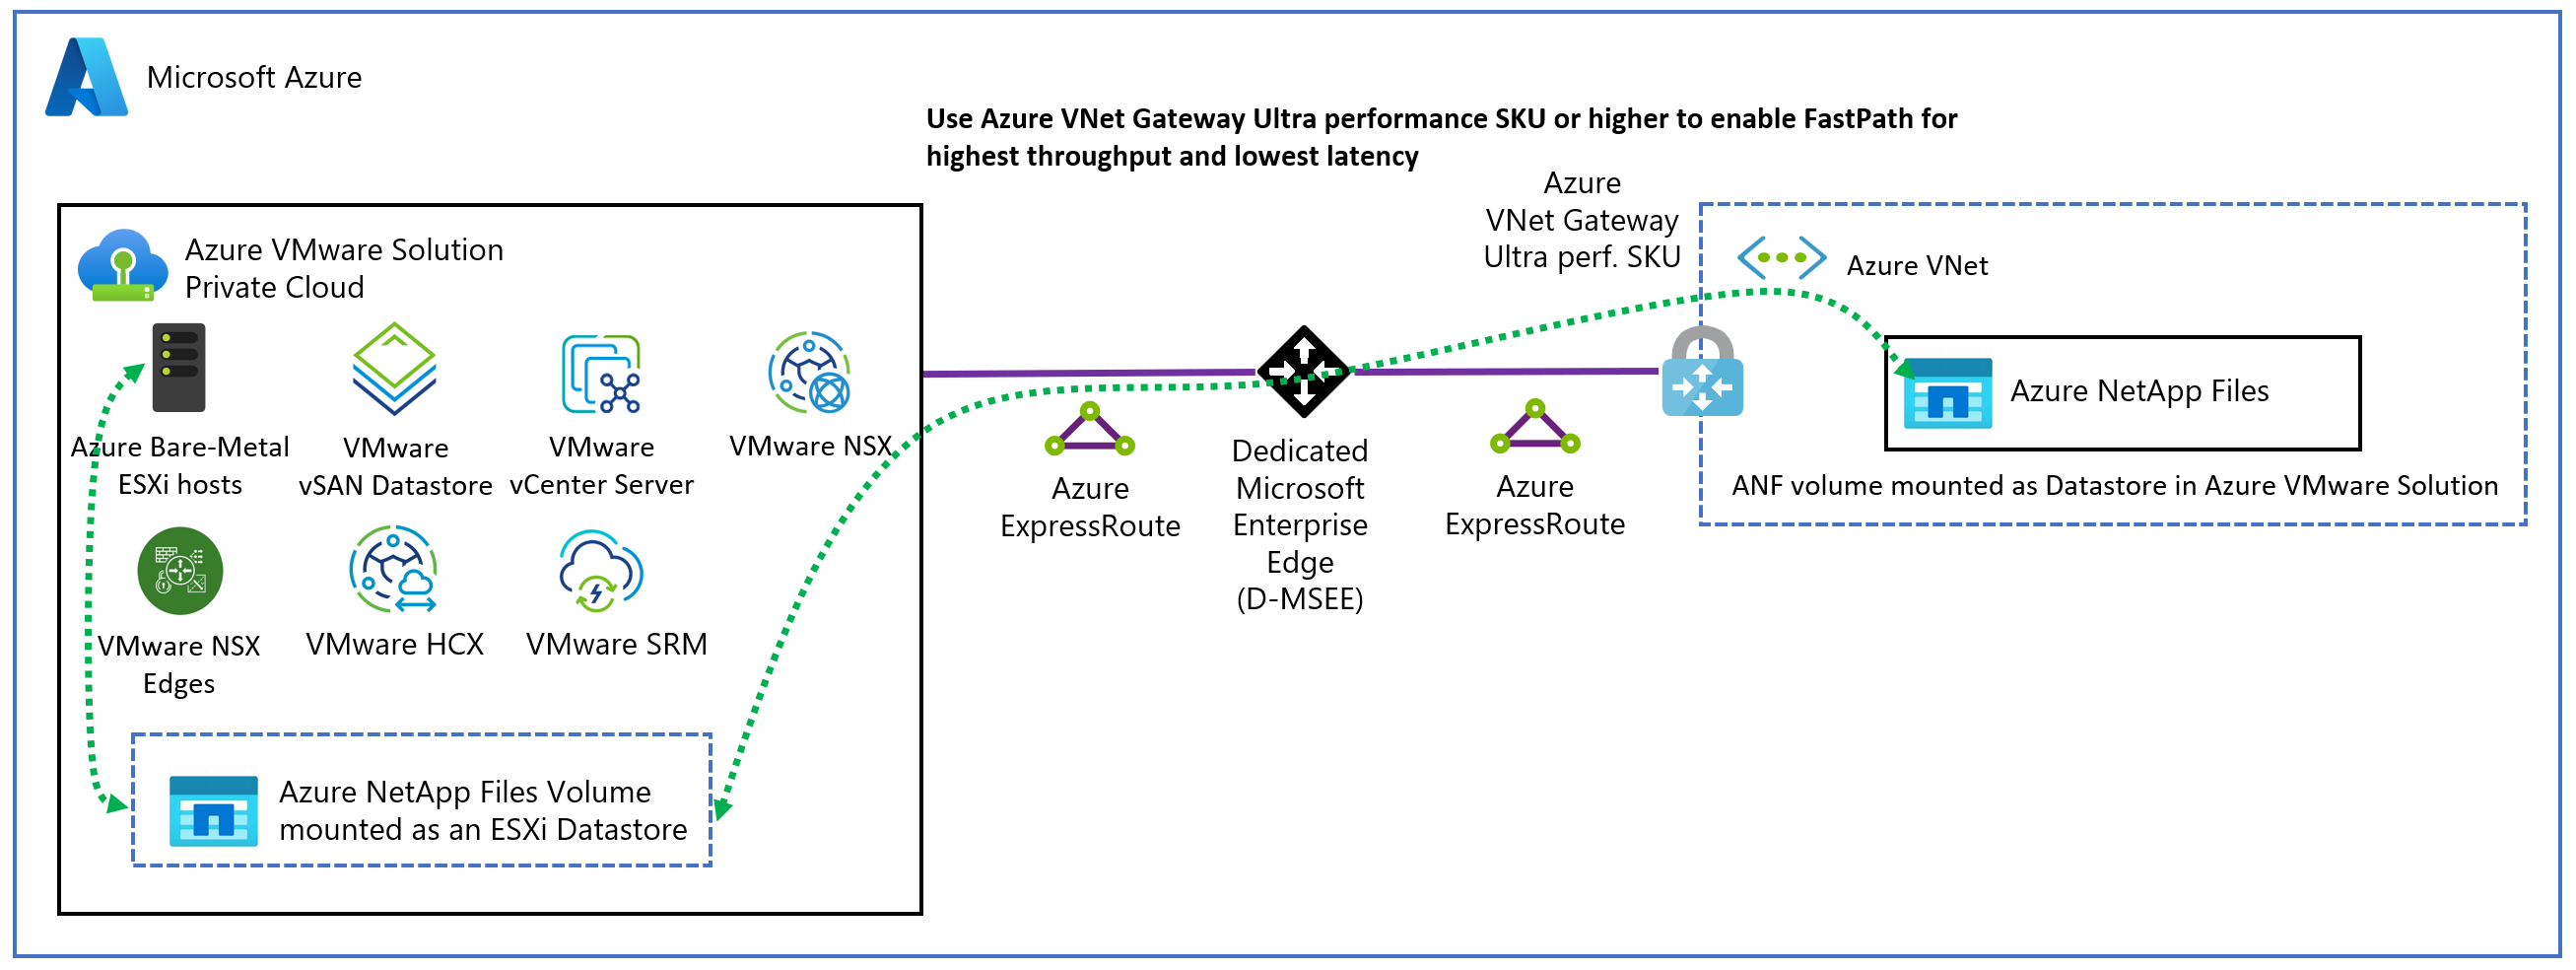 Microsoft Azure
Use Azure VNet Gateway Ultra performance SKU or higher to enable FastPath for
highest throughput and lowest latency
Azure
VNet Gateway
Ultra perf. SKU
Azure VMware Solution
Private Cloud
Azure VNet
Azure NetApp Files
ANF volume mounted as Datastore in Azure VMware Solution
Azure Bare-Metal
ESXi hosts
VMware
vSAN Datastore
VMware
vCenter Server
VMware NSX
Azure
ExpressRoute
Dedicated
Microsoft
Enterprise
Edge
(D-MSEE)
Azure
ExpressRoute
VMware NSX
Edges
VMware HCX
VMware SRM
Azure NetApp Files Volume
mounted as an ESXi Datastore